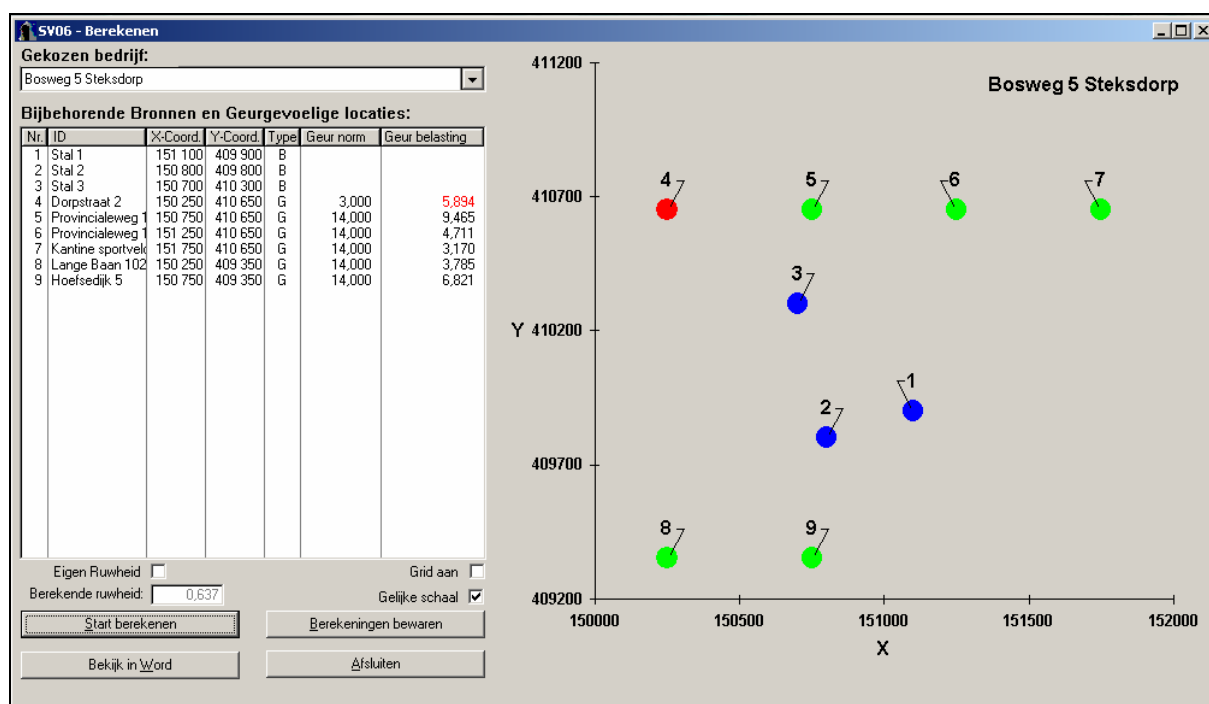 SV06 - Berekenen
Gekozen bedrijf:
Bosweg 5 Steksdorp
Bijbehorende Bronnen en Geurgevoelige locaties:
Nr. ID X-Coord. Y-Coord. Type Geur norm Geur belasting
1 Stal 1 151 100 409 900 B
2 Stal 2 150 800 409 800 B
3 Stal 3 150 700 410 300 B
4 Dorpstraat 2 150 250 410 650 G 3,000 5,894
5 Provincialeweg 1 150 750 410 650 G 14,000 9,465
6 Provincialeweg 1 151 250 410 650 G 14,000 4,711
7 Kantine sportveld 151 750 410 650 G 14,000 3,170
8 Lange Baan 102 150 250 409 350 G 14,000 3,785
9 Hoefsedijk 5 150 750 409 350 G 14,000 6,821
Eigen Ruwheid
Grid aan
Berekende ruwheid: 0,637
Gelijke schaal
Start berekenen
Berekeningen bewaren
Bekijk in Word
Afsluiten
Bosweg 5 Steksdorp
411200
410700
Y 410200
409700
409200
4 5 6 7
3
1
2
8 9
150000 150500 151000 151500 152000
X